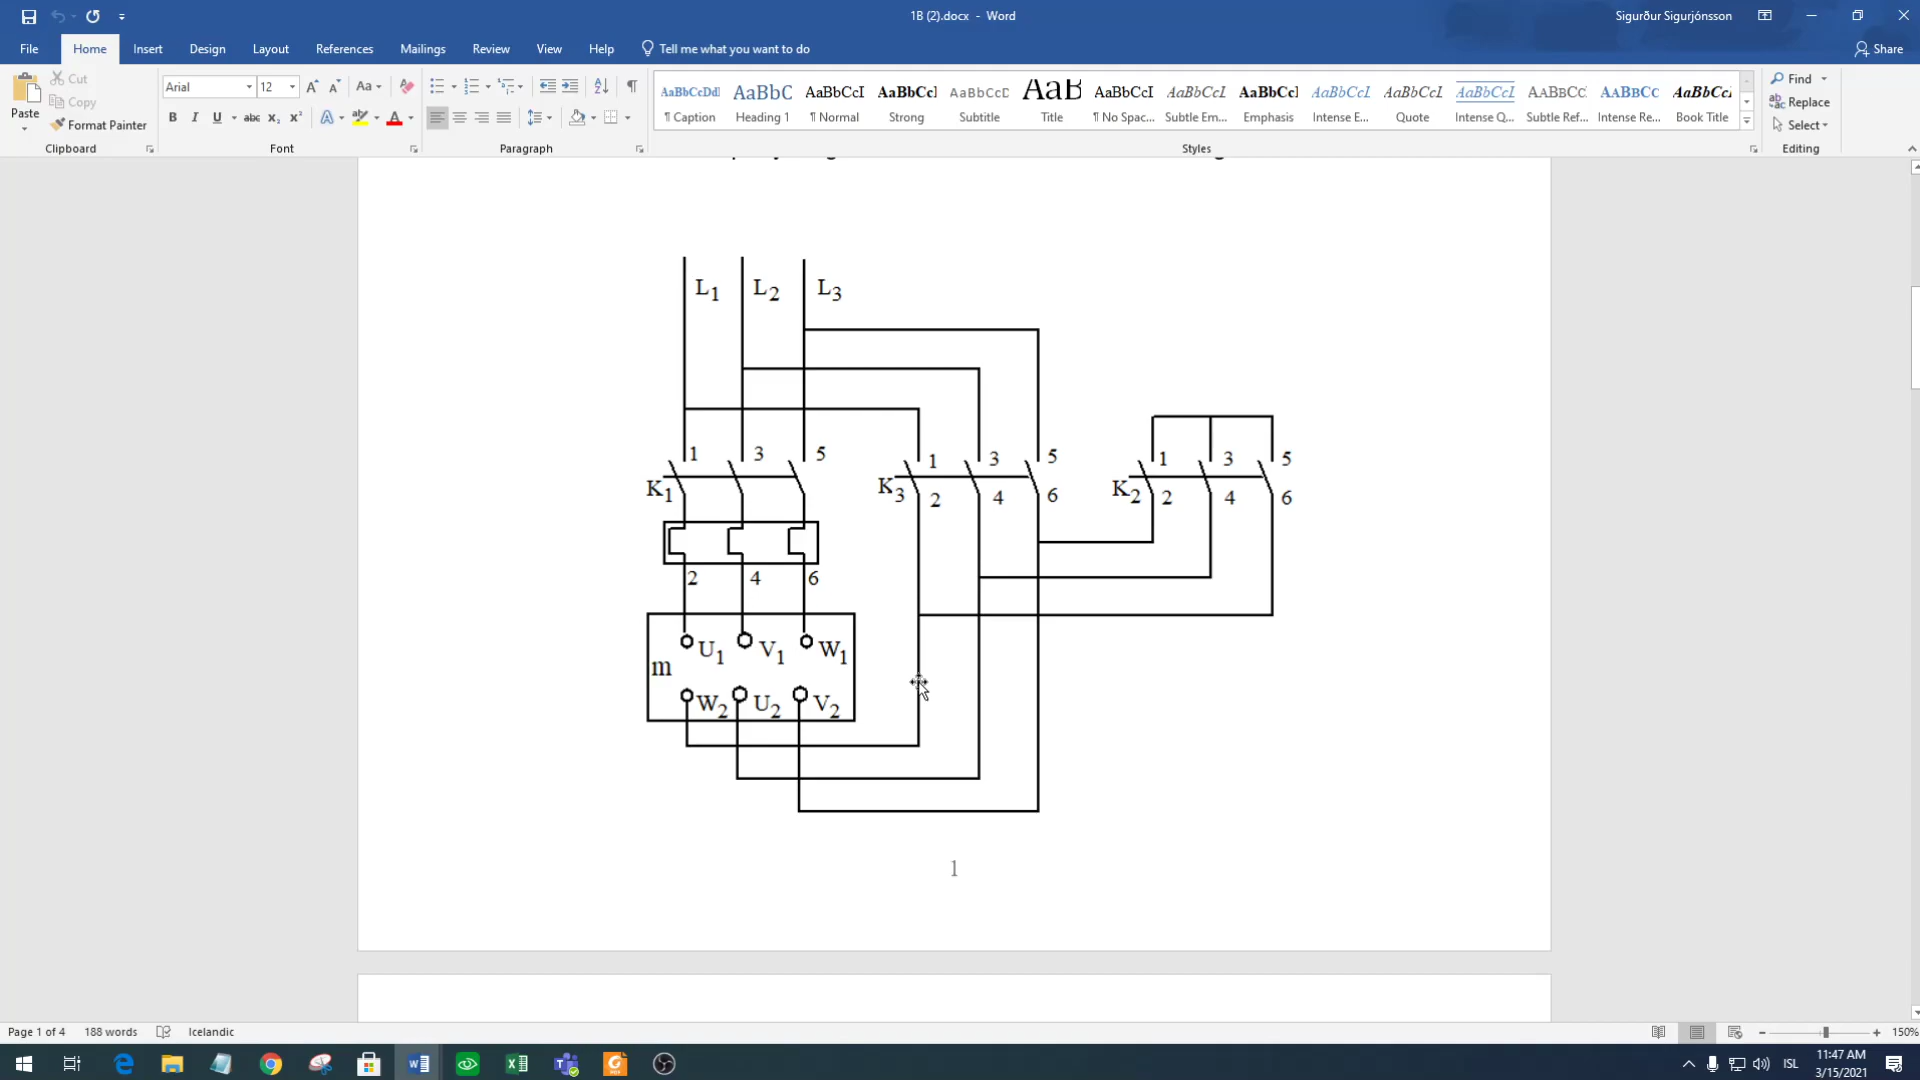 1B (2).docx - Word
Sigurður Sigurjónsson
File Home Insert Design Layout References Mailings Review View Help Tell me what you want to do
Share
Paste
Cut
Copy
Format Painter
Clipboard
Arial 12
Font
Paragraph
AaBbCcDd AaBbC AaBbCcI AaBbCcI AaBbCcD AaB AaBbCcI AaBbCcI AaBbCcI AaBbCcI AaBbCcI AaBbCcI AaBbCc AaBbCc AaBbCcI
¶ Caption Heading 1 ¶ Normal Strong Subtitle Title ¶ No Spac... Subtle Em... Emphasis Intense E... Quote Intense Q... Subtle Ref... Intense Re... Book Title
Styles
Find
Replace
Select
Editing
L1 L2 L3
1 3 5
K1
1 3 5
K3
2 4 6
1 3 5
K2
2 4 6
2 4 6
U1 V1 W1
m
W2 U2 V2
1
Page 1 of 4 188 words Icelandic
150%
ISL
11:47 AM
3/15/2021